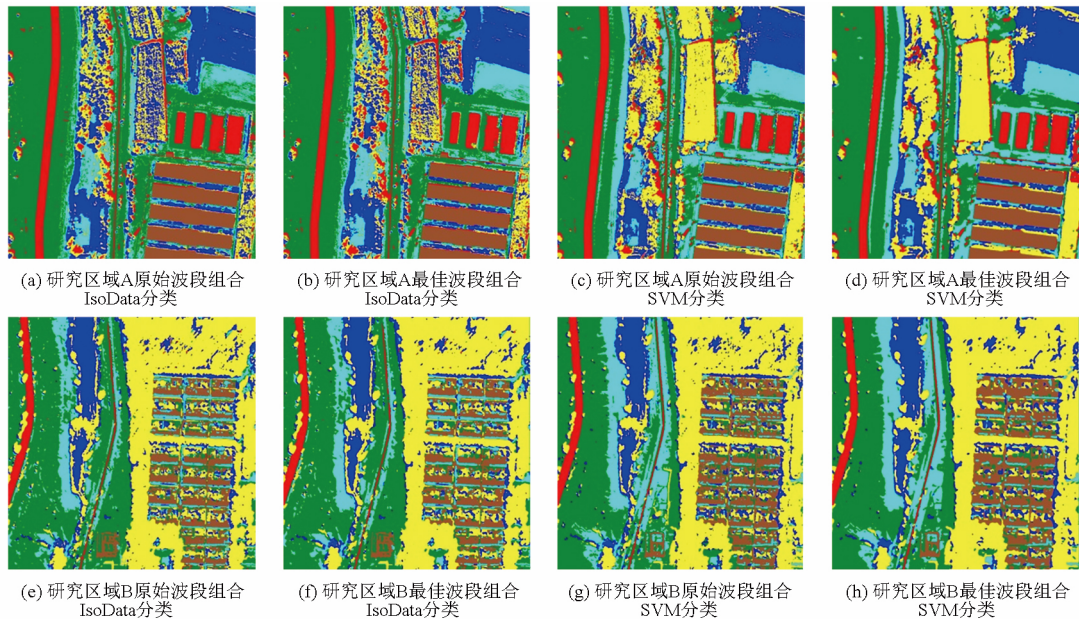 (a) 研究区域A原始波段组合
IsoData分类
(b) 研究区域A最佳波段组合
IsoData分类
(c) 研究区域A原始波段组合
SVM分类
(d) 研究区域A最佳波段组合
SVM分类
(e) 研究区域B原始波段组合
IsoData分类
(f) 研究区域B最佳波段组合
IsoData分类
(g) 研究区域B原始波段组合
SVM分类
(h) 研究区域B最佳波段组合
SVM分类